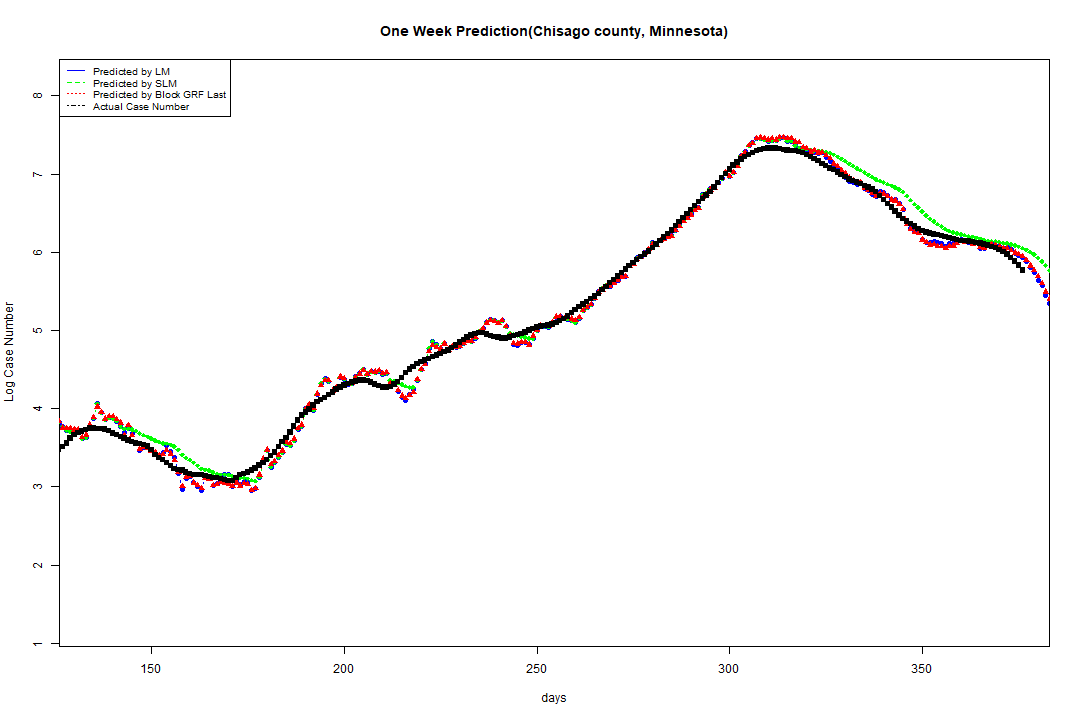 One Week Prediction(Chisago county, Minnesota)
Predicted by LM
Predicted by SLM
Predicted by Block GRF Last
Actual Case Number
8
7
6
5
4
3
2
1
Log Case Number
150 200 250 300 350
days